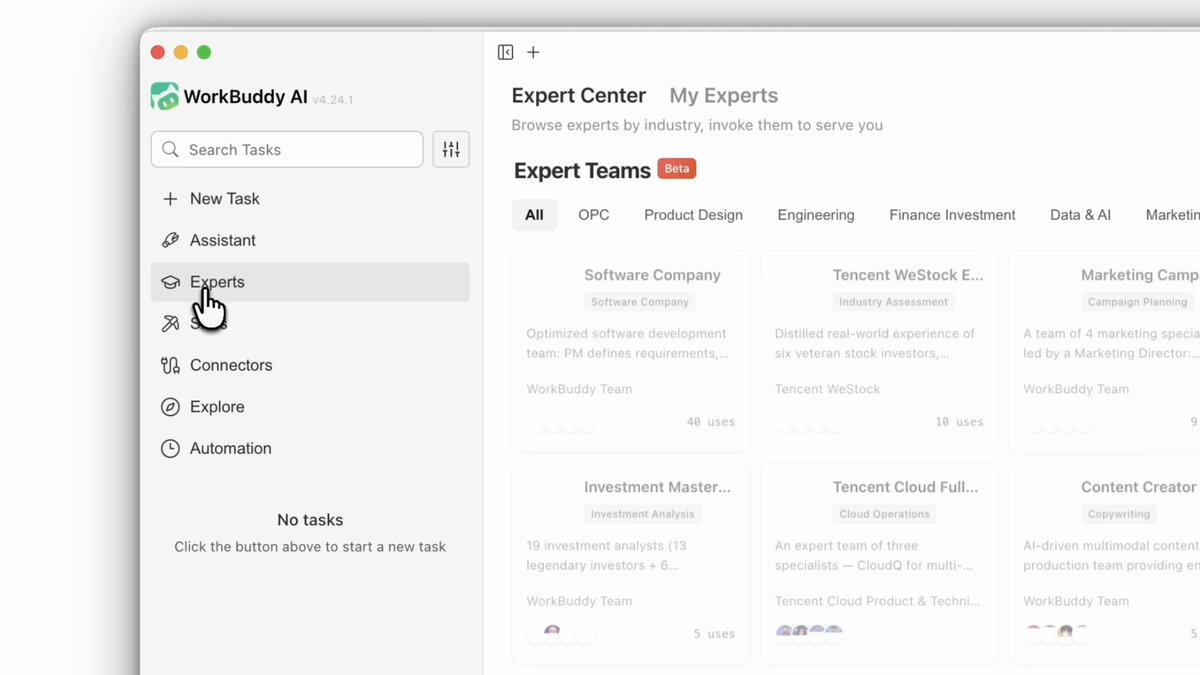 WorkBuddy AI v4.24.1
Search Tasks
New Task
Assistant
Experts
Connectors
Explore
Automation
No tasks
Click the button above to start a new task
Expert Center My Experts
Browse experts by industry, invoke them to serve you
Expert Teams Beta
All OPC Product Design Engineering Finance Investment Data & AI
Software Company
Software Company
Optimized software development
team: PM defines requirements,...
WorkBuddy Team
40 uses
Tencent WeStock E...
Industry Assessment
Distilled real-world experience of
six veteran stock investors,...
Tencent WeStock
10 uses
Marketing
Campaign Planning
A team of 4 marketing
led by a Marketing Director:...
WorkBuddy Team
9
Investment Master...
Investment Analysis
19 investment analysts (13
legendary investors + 6...
WorkBuddy Team
5 uses
Tencent Cloud Full...
Cloud Operations
An expert team of three
specialists — CloudQ for multi-...
Tencent Cloud Product & Techni...
Content Creator
Copywriting
AI-driven multimodal content
production team providing
WorkBuddy Team
5